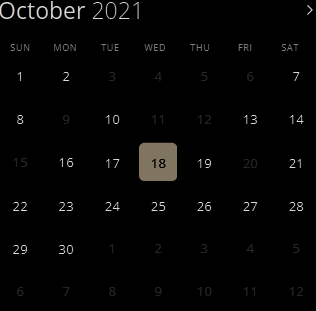 October 2021 >
SUN MON TUE WED THU FRI SAT
1 2 3 4 5 6 7
8 9 10 11 12 13 14
15 16 17 18 19 20 21
22 23 24 25 26 27 28
29 30 1 2 3 4 5
6 7 8 9 10 11 12